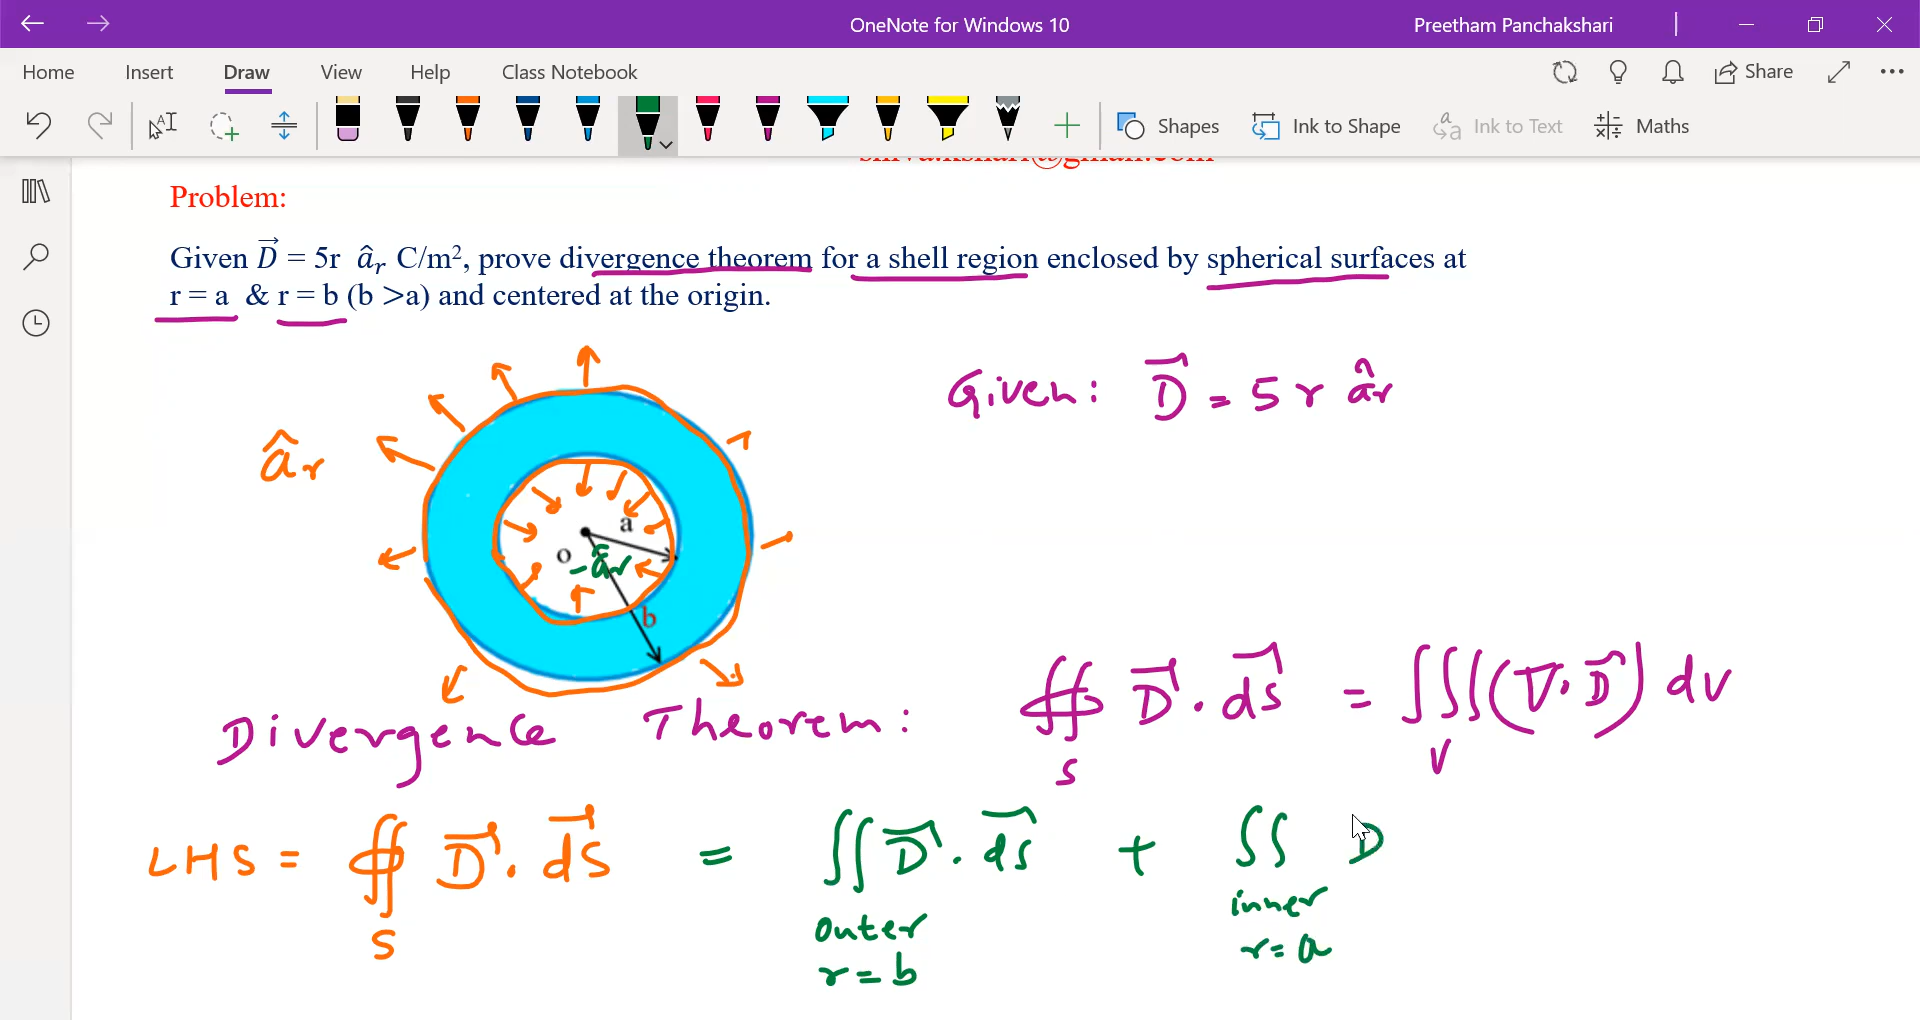 OneNote for Windows 10
Preetham Panchakshari
Home Insert Draw View Help Class Notebook Share
Shapes Ink to Shape Ink to Text Maths
Problem:
Given D⃗ = 5r âᵣ C/m², prove divergence theorem for a shell region enclosed by spherical surfaces at
r = a & r = b (b >a) and centered at the origin.
Given: D⃗ = 5 r âr
âr
a
o
-âr
b
Divergence Theorem: ∯ D⃗ . ds⃗ = ∭ (∇·D⃗) dv
S V
LHS = ∯ D⃗ . ds⃗ = ∬ D⃗ . ds⃗ + ∬ D
S outer inner
r = b r = a